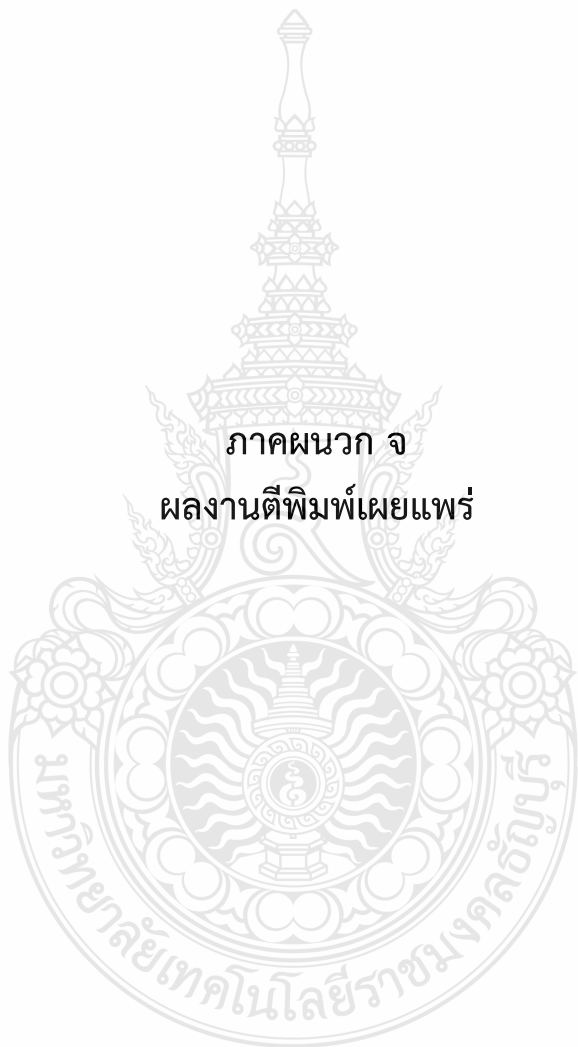 ภาคผนวก จ
ผลงานตีพิมพ์เผยแพร่
มหาวิทยาลัยเทคโนโลยีราชมงคลธัญบุรี